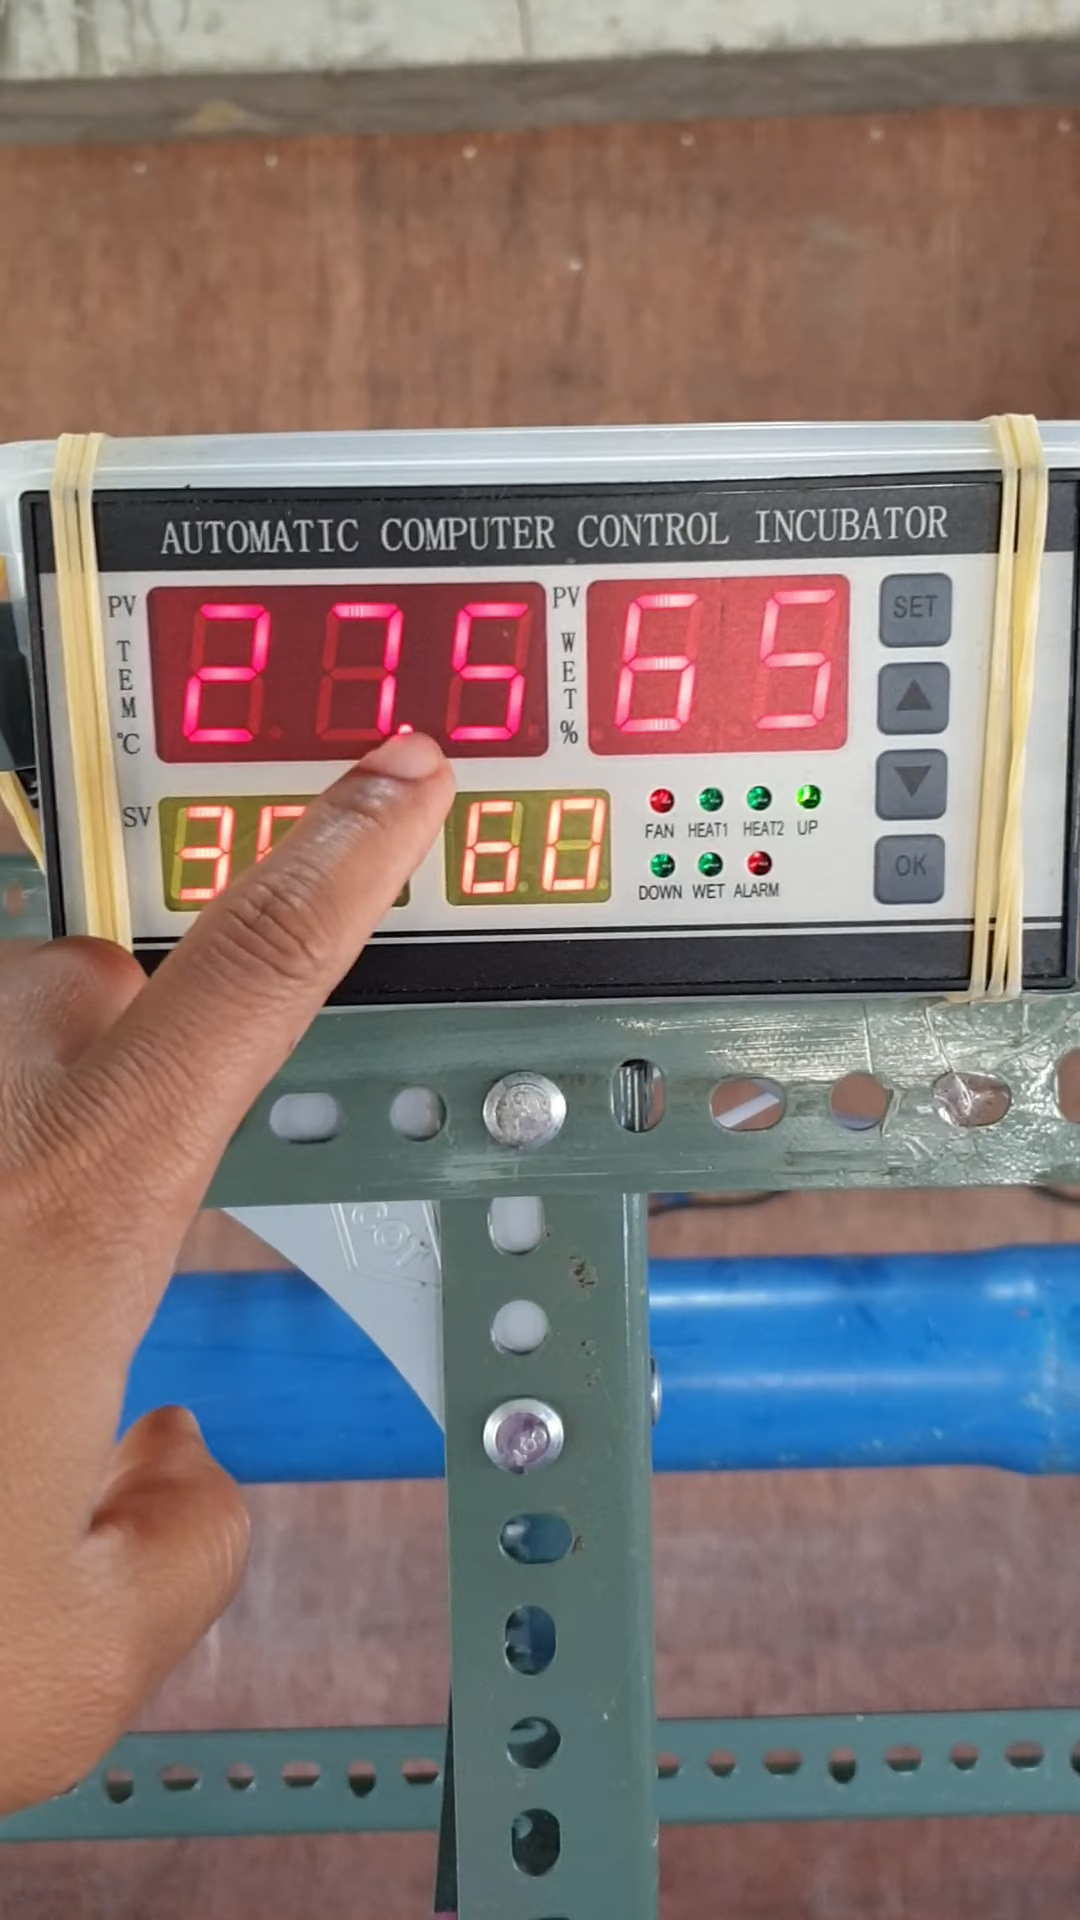 AUTOMATIC COMPUTER CONTROL INCUBATOR
PV TEM °C 27.5 PV WET % 65 SET
SV 3 60
FAN HEAT1 HEAT2 UP
DOWN WET ALARM OK